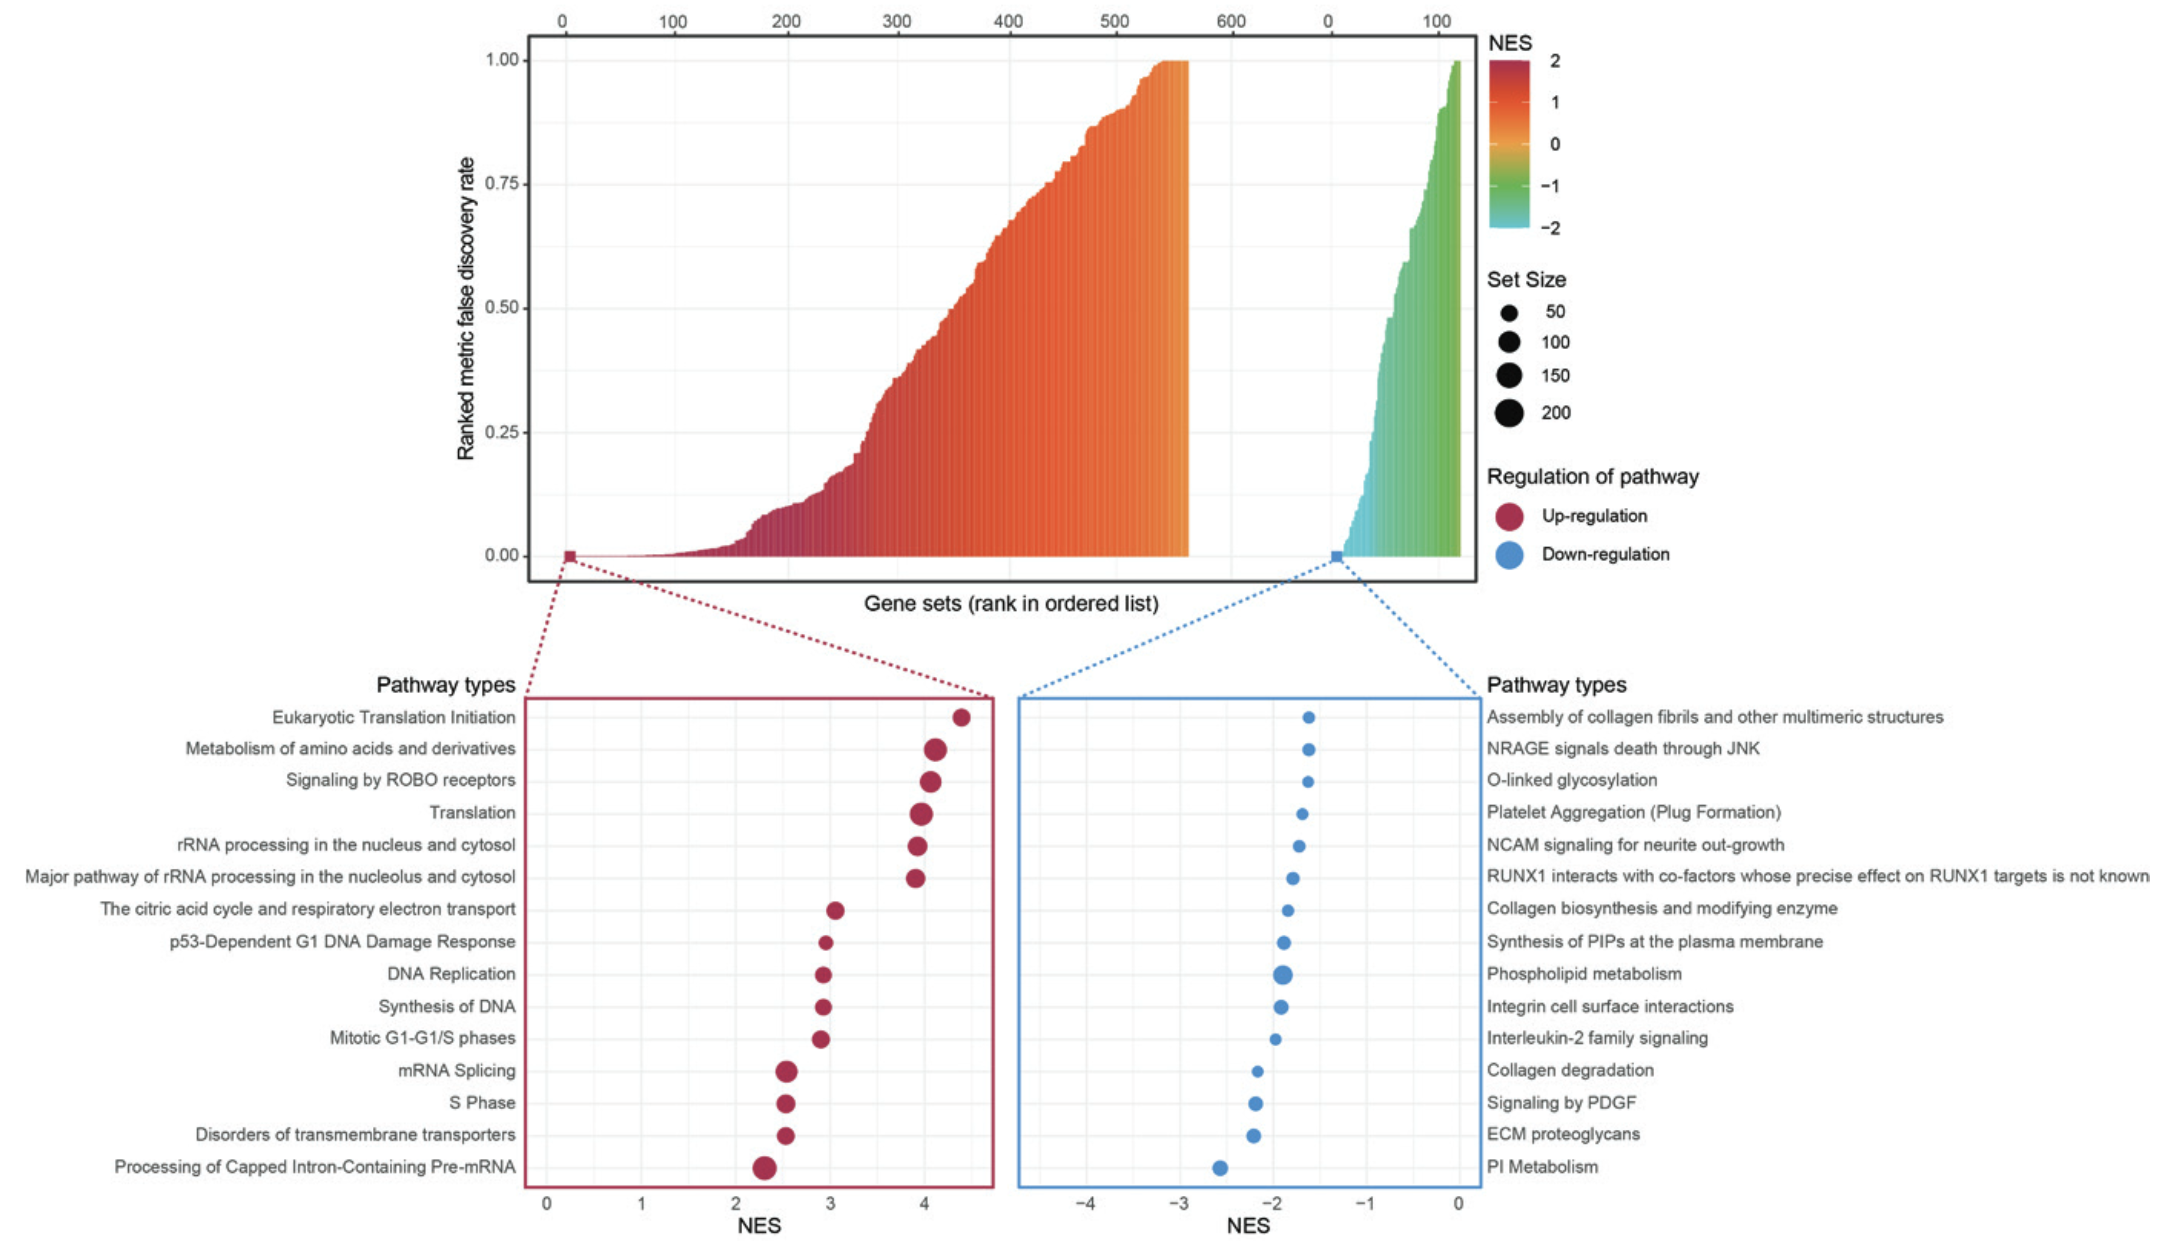 0 100 200 300 400 500 600 0 100
NES
1.00
0.75
0.50
0.25
0.00
Ranked metric false discovery rate
2
1
0
−1
−2
Set Size
50
100
150
200
Regulation of pathway
Up-regulation
Down-regulation
Gene sets (rank in ordered list)
Pathway types
Eukaryotic Translation Initiation
Metabolism of amino acids and derivatives
Signaling by ROBO receptors
Translation
rRNA processing in the nucleus and cytosol
Major pathway of rRNA processing in the nucleolus and cytosol
The citric acid cycle and respiratory electron transport
p53-Dependent G1 DNA Damage Response
DNA Replication
Synthesis of DNA
Mitotic G1-G1/S phases
mRNA Splicing
S Phase
Disorders of transmembrane transporters
Processing of Capped Intron-Containing Pre-mRNA
0 1 2 3 4
NES
Pathway types
Assembly of collagen fibrils and other multimeric structures
NRAGE signals death through JNK
O-linked glycosylation
Platelet Aggregation (Plug Formation)
NCAM signaling for neurite out-growth
RUNX1 interacts with co-factors whose precise effect on RUNX1 targets is not known
Collagen biosynthesis and modifying enzyme
Synthesis of PIPs at the plasma membrane
Phospholipid metabolism
Integrin cell surface interactions
Interleukin-2 family signaling
Collagen degradation
Signaling by PDGF
ECM proteoglycans
PI Metabolism
−4 −3 −2 −1 0
NES